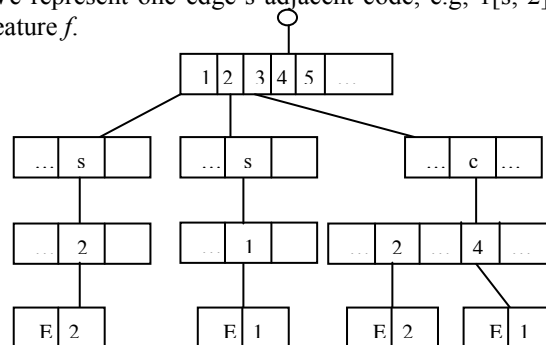 We represent one edge's adjacent code, e.g, 1[s, 2]
feature f.
1 2 3 4 5 …
… s
… s
… c …
… 2
… 1
… 2 … 4 …
E 2
E 1
E 2
E 1